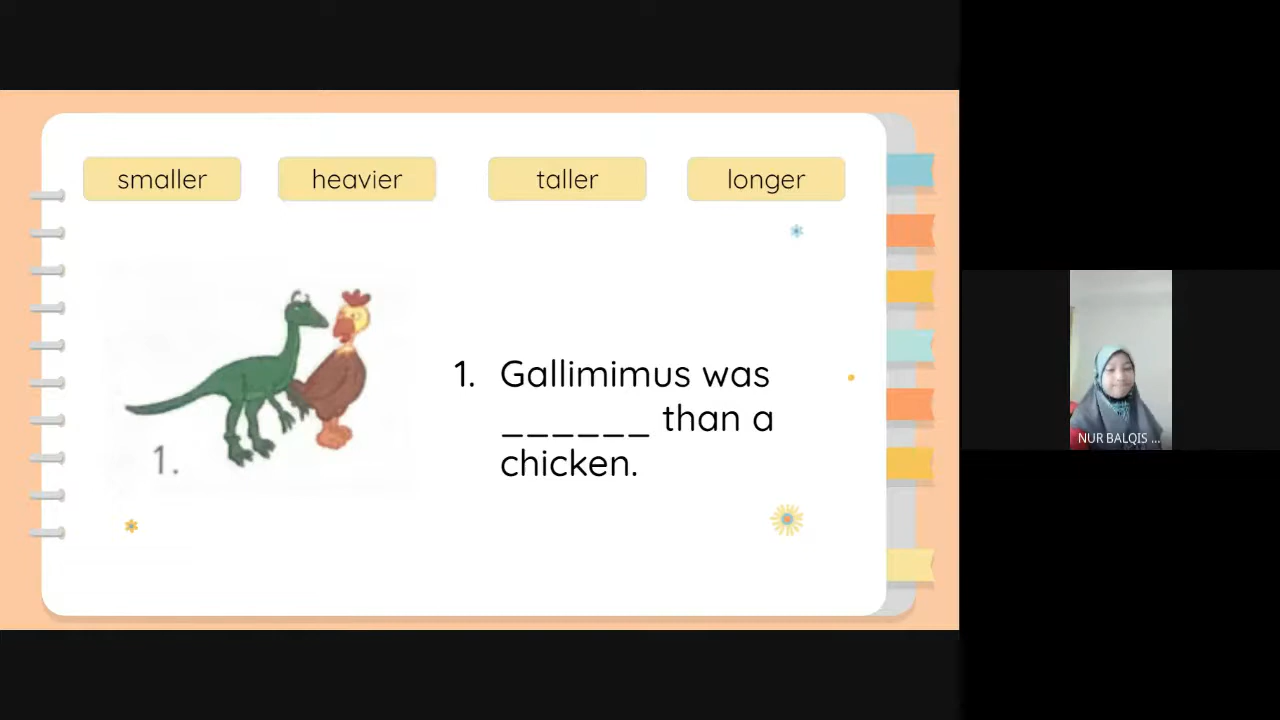 smaller heavier taller longer
1. Gallimimus was
______ than a
chicken.
1.
NUR BALQIS ...